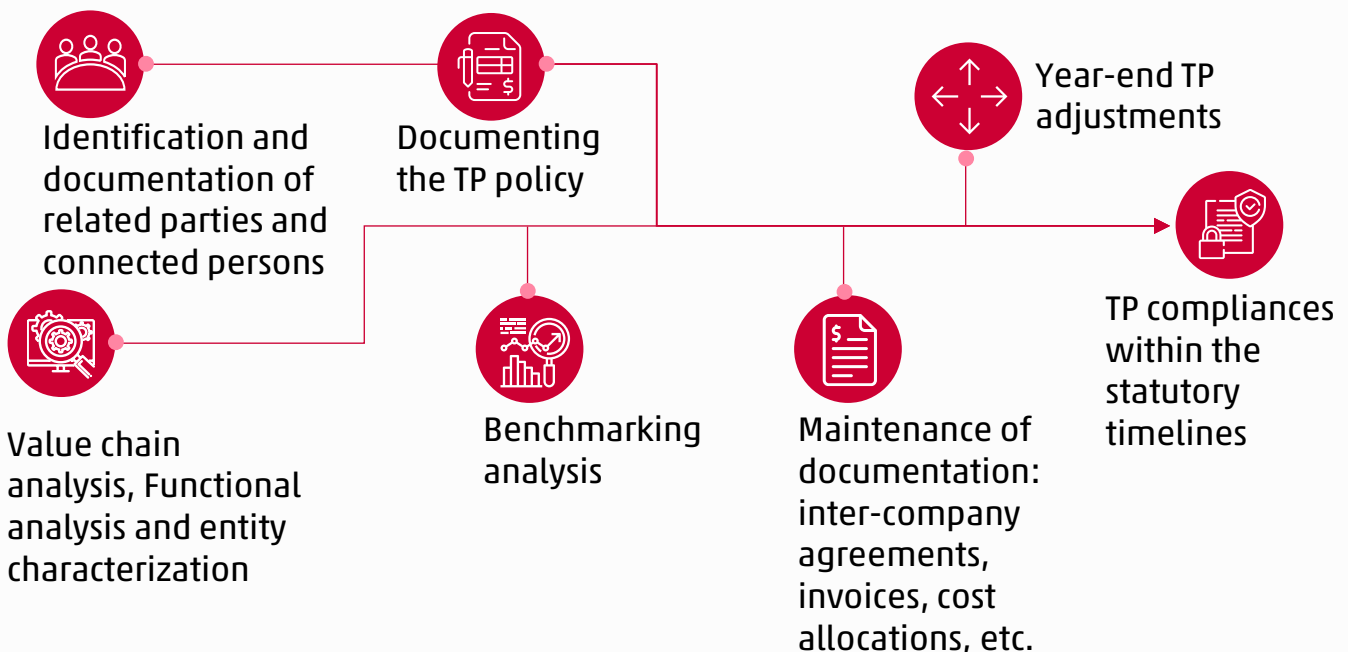 Identification and
documentation of
related parties and
connected persons
Documenting
the TP policy
Year-end TP
adjustments
TP compliances
within the
statutory
timelines
Value chain
analysis, Functional
analysis and entity
characterization
Benchmarking
analysis
Maintenance of
documentation:
inter-company
agreements,
invoices, cost
allocations, etc.
$
$